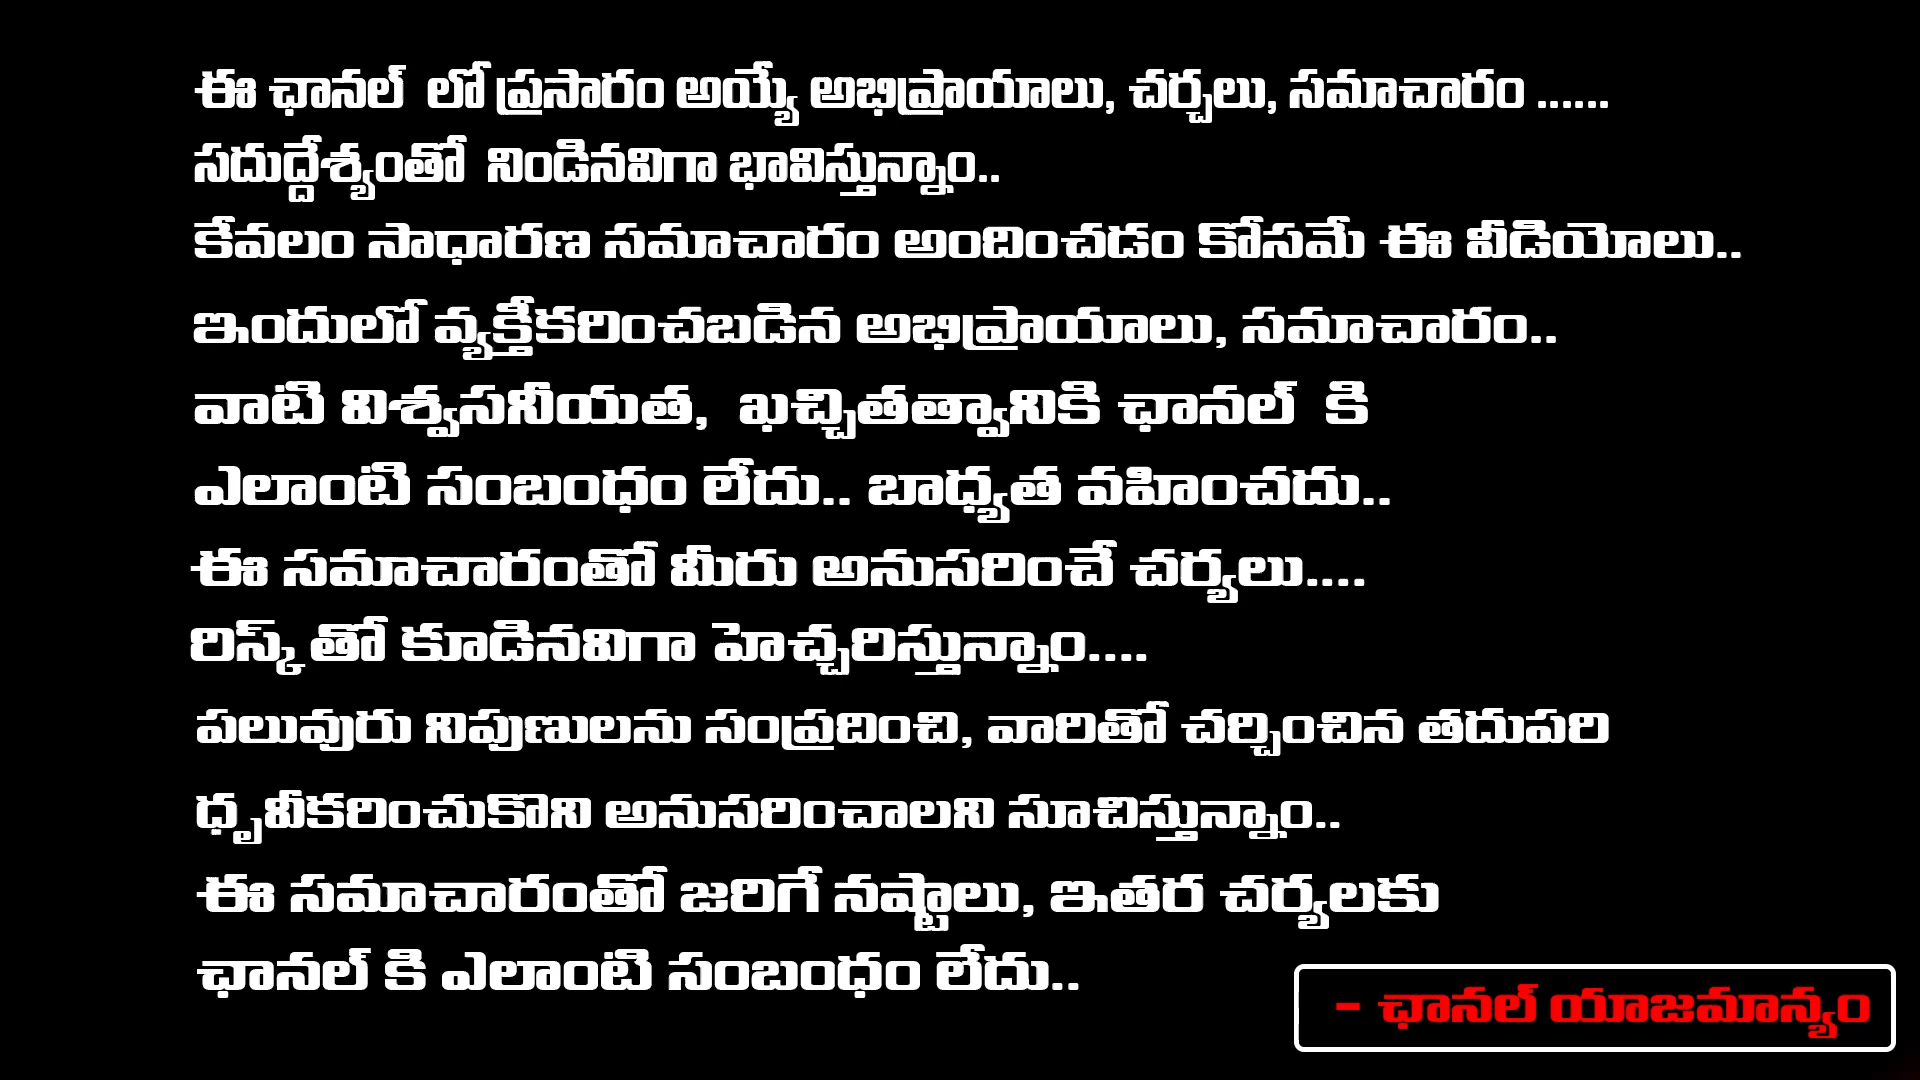 ఈ ఛానల్ లో ప్రసారం అయ్యే అభిప్రాయాలు, చర్చలు, సమాచారం ......
సదుద్దేశ్యంతో నిండినవిగా భావిస్తున్నాం..
కేవలం సాధారణ సమాచారం అందించడం కోసమే ఈ వీడియోలు..
ఇందులో వ్యక్తీకరించబడిన అభిప్రాయాలు, సమాచారం..
వాటి విశ్వసనీయత, ఖచ్చితత్వానికి ఛానల్ కి
ఎలాంటి సంబంధం లేదు.. బాధ్యత వహించదు..
ఈ సమాచారంతో మీరు అనుసరించే చర్యలు....
రిస్క్ తో కూడినవిగా హెచ్చరిస్తున్నాం....
పలువురు నిపుణులను సంప్రదించి, వారితో చర్చించిన తదుపరి
ధృవీకరించుకొని అనుసరించాలని సూచిస్తున్నాం..
ఈ సమాచారంతో జరిగే నష్టాలు, ఇతర చర్యలకు
ఛానల్ కి ఎలాంటి సంబంధం లేదు..
- ఛానల్ యాజమాన్యం